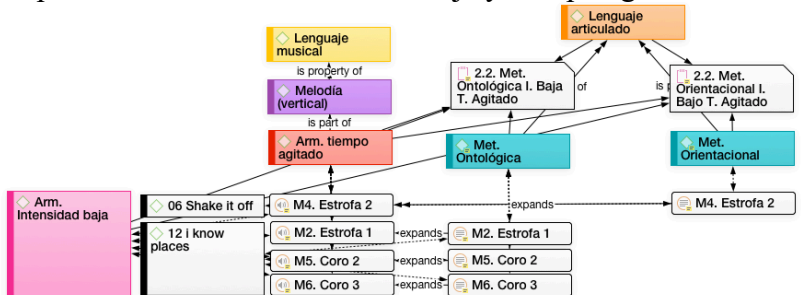 Lenguaje
articulado
Lenguaje
musical
is property of
2.2. Met.
Ontológica I. Baja
T. Agitado
of
is p
2.2. Met.
Orientacional I.
Bajo T. Agitado
Melodía
(vertical)
is part of
Arm. tiempo
agitado
Met.
Ontológica
Met.
Orientacional
Arm.
Intensidad baja
06 Shake it off
M4. Estrofa 2
expands
M4. Estrofa 2
12 i know
places
M2. Estrofa 1
expands
M2. Estrofa 1
M5. Coro 2
expands
M5. Coro 2
M6. Coro 3
expands
M6. Coro 3